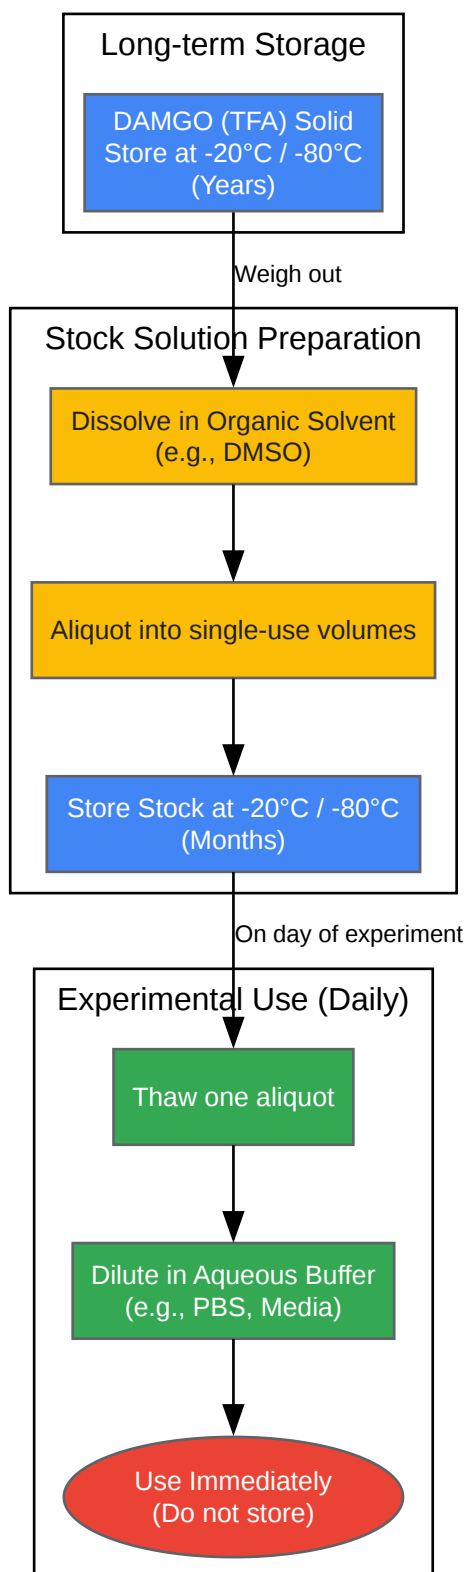 Long-term Storage
DAMGO (TFA) Solid
Store at -20°C / -80°C
(Years)
Weigh out
Stock Solution Preparation
Dissolve in Organic Solvent
(e.g., DMSO)
Aliquot into single-use volumes
Store Stock at -20°C / -80°C
(Months)
On day of experiment
Experimental Use (Daily)
Thaw one aliquot
Dilute in Aqueous Buffer
(e.g., PBS, Media)
Use Immediately
(Do not store)